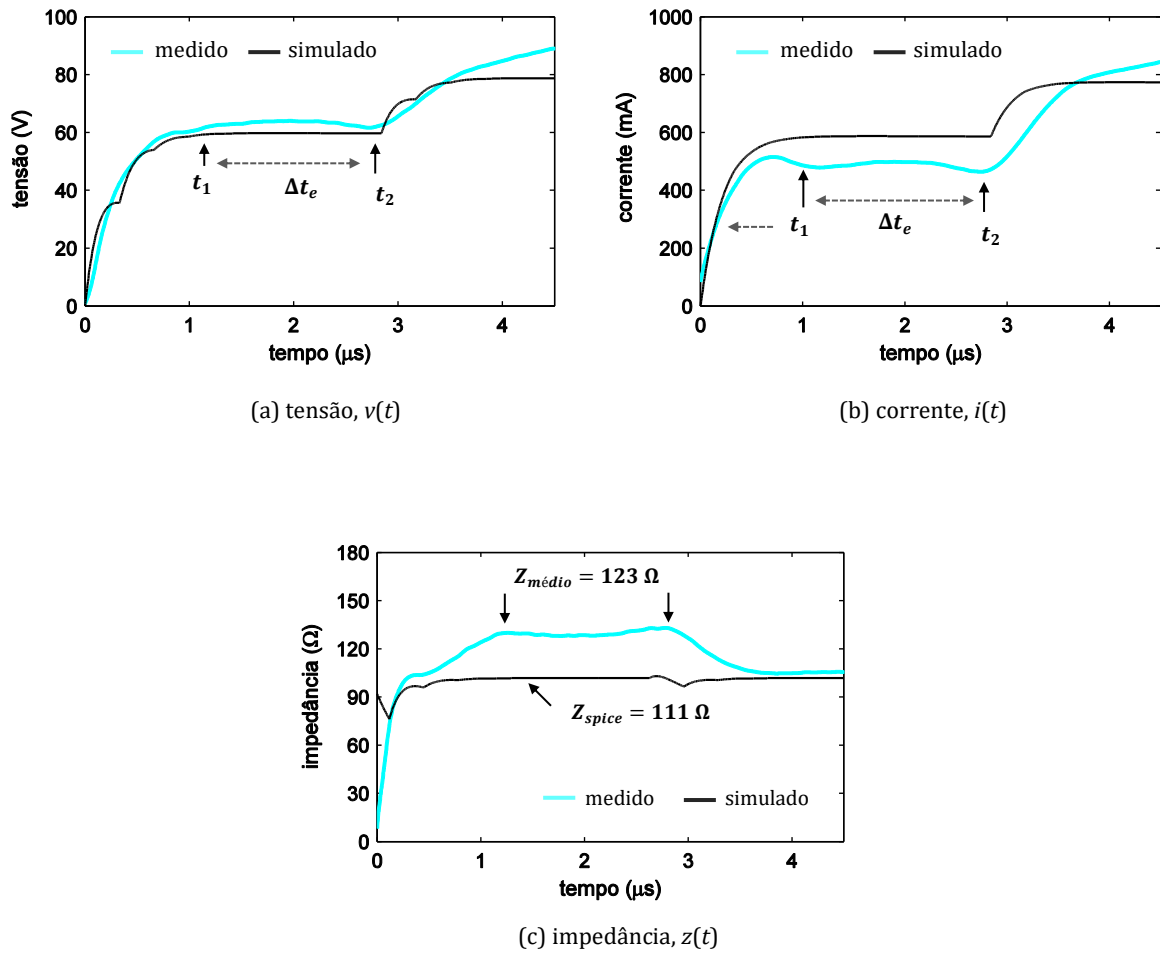 100
80
60
40
20
0
tensão (V)
medido
simulado
t₁
Δtₑ
t₂
0 1 2 3 4
tempo (μs)
(a) tensão, v(t)
1000
800
600
400
200
0
corrente (mA)
medido
simulado
t₁
Δtₑ
t₂
0 1 2 3 4
tempo (μs)
(b) corrente, i(t)
180
150
120
90
60
30
0
impedância (Ω)
Z_médio = 123 Ω
Z_spice = 111 Ω
medido
simulado
0 1 2 3 4
tempo (μs)
(c) impedância, z(t)